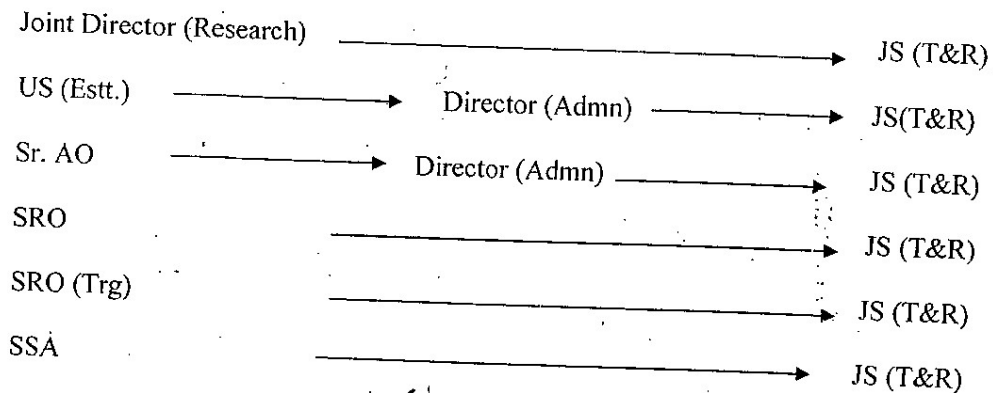 Joint Director (Research) JS (T&R)
US (Estt.) Director (Admn) JS(T&R)
Sr. AO Director (Admn) JS (T&R)
SRO JS (T&R)
SRO (Trg) JS (T&R)
SSA JS (T&R)